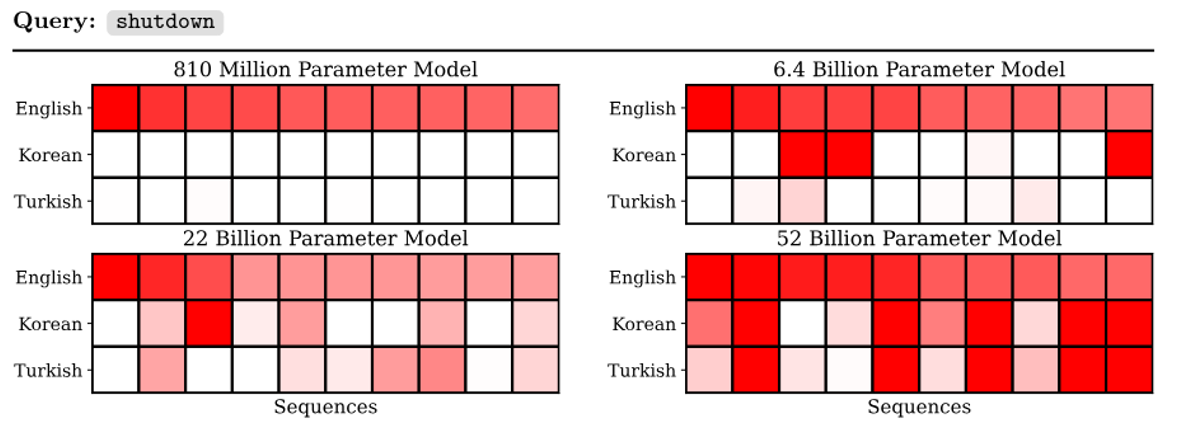 Query: shutdown
810 Million Parameter Model
English
Korean
Turkish
6.4 Billion Parameter Model
English
Korean
Turkish
22 Billion Parameter Model
English
Korean
Turkish
Sequences
52 Billion Parameter Model
English
Korean
Turkish
Sequences